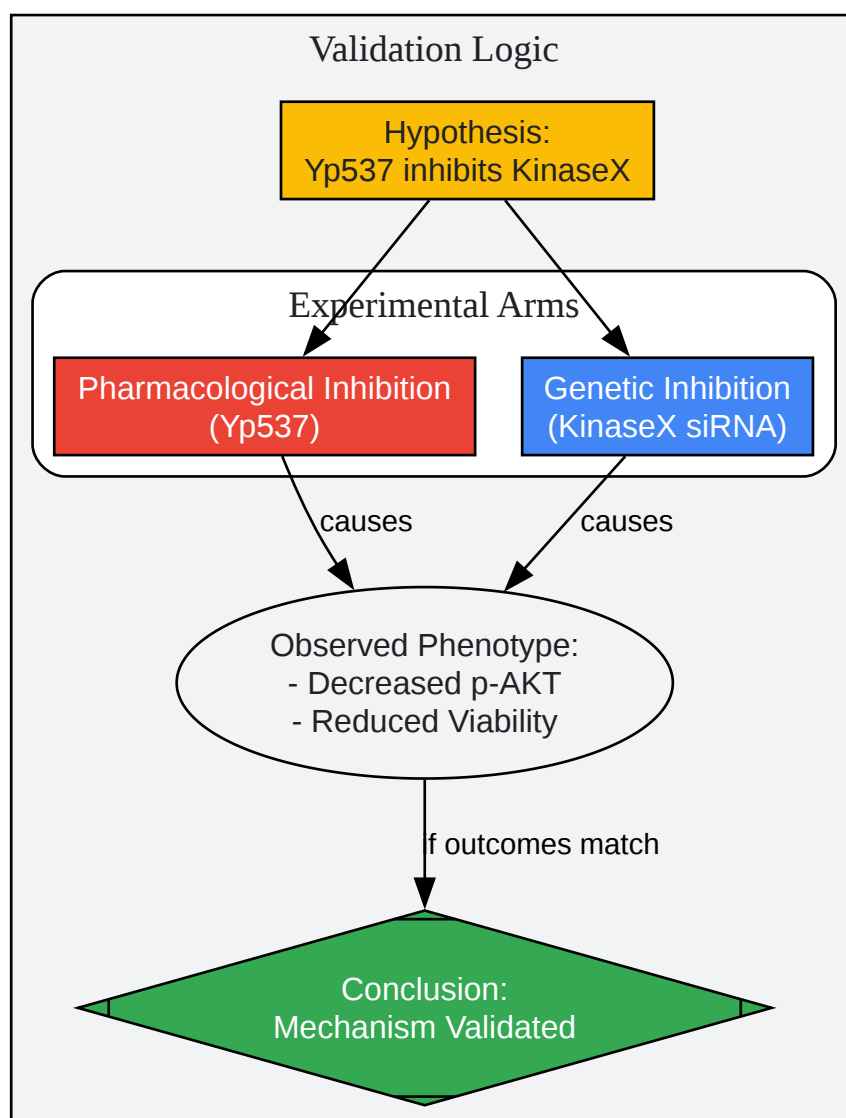 Validation Logic
Hypothesis:
Yp537 inhibits KinaseX
Experimental Arms
Pharmacological Inhibition
(Yp537)
Genetic Inhibition
(KinaseX siRNA)
causes
causes
Observed Phenotype:
- Decreased p-AKT
- Reduced Viability
if outcomes match
Conclusion:
Mechanism Validated